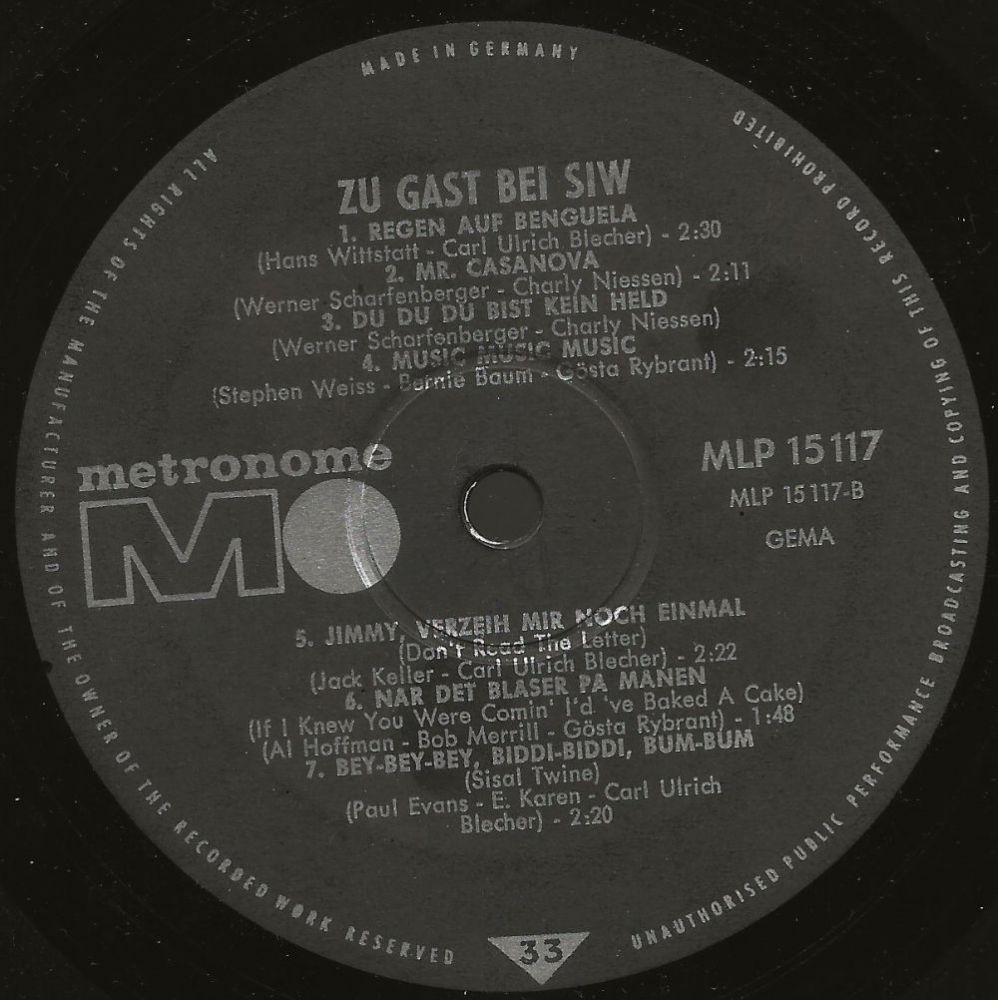 MADE IN GERMANY
ZU GAST BEI SIW
1. REGEN AUF BENGUELA
(Hans Wittstatt - Carl Ulrich Blecher) - 2:30
2. MR. CASANOVA
(Werner Scharfenberger - Charly Niessen) - 2:11
3. DU DU DU BIST KEIN HELD
(Werner Scharfenberger - Charly Niessen)
4. MUSIC MUSIC MUSIC
(Stephen Weiss - Bernie Baum - Gösta Rybrant) - 2:15
metronome
M
MLP 15117
MLP 15117-B
GEMA
5. JIMMY, VERZEIH MIR NOCH EINMAL
(Don't Read The Letter)
(Jack Keller - Carl Ulrich Blecher) - 2:22
6. NAR DET BLASER PA MANEN
(If I Knew You Were Comin' I'd 've Baked A Cake)
(Al Hoffman - Bob Merrill - Gösta Rybrant) - 1:48
7. BEY-BEY-BEY, BIDDI-BIDDI, BUM-BUM
(Sisal Twine)
(Paul Evans - E. Karen - Carl Ulrich
Blecher) - 2:20
33
ALL RIGHTS OF THE MANUFACTURER AND OF THE OWNER OF THE RECORDED WORK RESERVED
UNAUTHORISED PUBLIC PERFORMANCE BROADCASTING AND COPYING OF THIS RECORD PROHIBITED